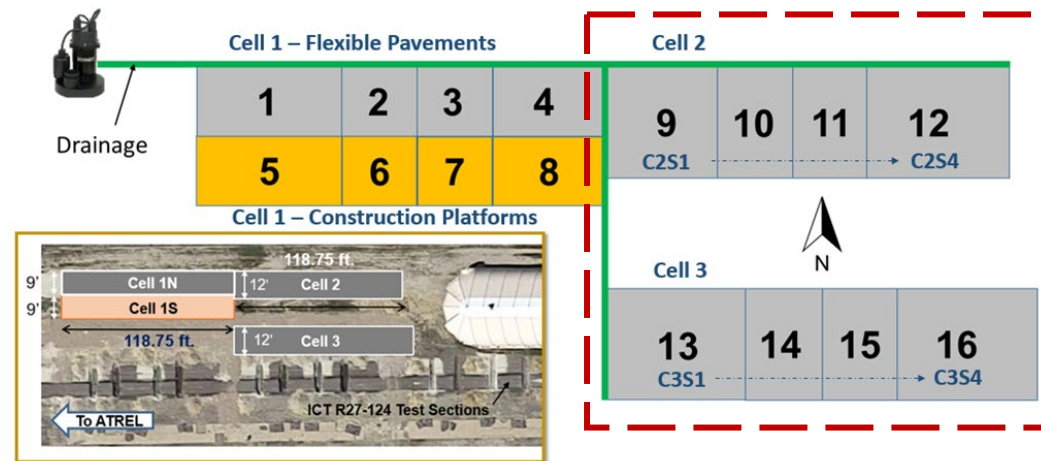 Cell 1 – Flexible Pavements
Cell 2
Drainage
1 2 3 4
5 6 7 8
9 10 11 12
C2S1 C2S4
Cell 1 – Construction Platforms
N
Cell 3
13 14 15 16
C3S1 C3S4
118.75 ft.
9' Cell 1N 12' Cell 2
9' Cell 1S
118.75 ft. 12' Cell 3
ICT R27-124 Test Sections
To ATREL